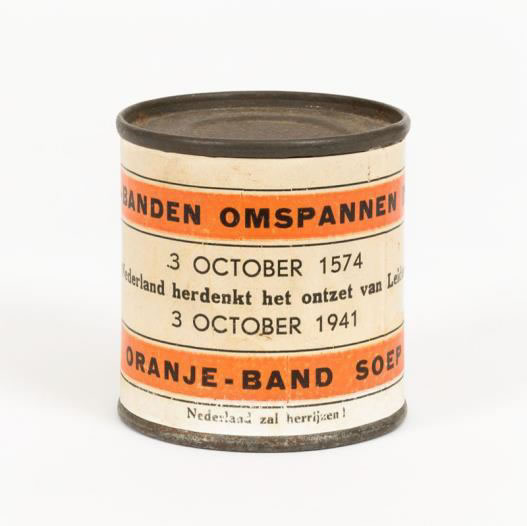 BANDEN OMSPANNEN
3 OCTOBER 1574
Nederland herdenkt het ontzet van Leiden
3 OCTOBER 1941
ORANJE-BAND SOEP
Nederland zal herrijzen!